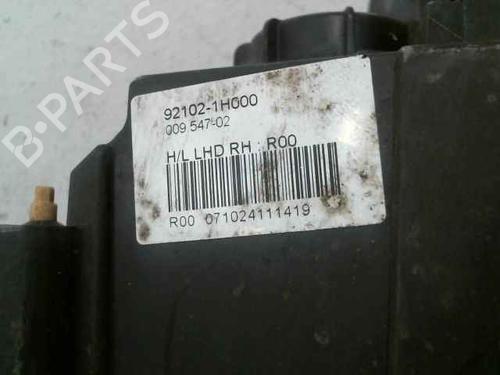 B-PARTS
92102-1H000
009 547-02
H/L LHD RH : R00
R00 071024111419